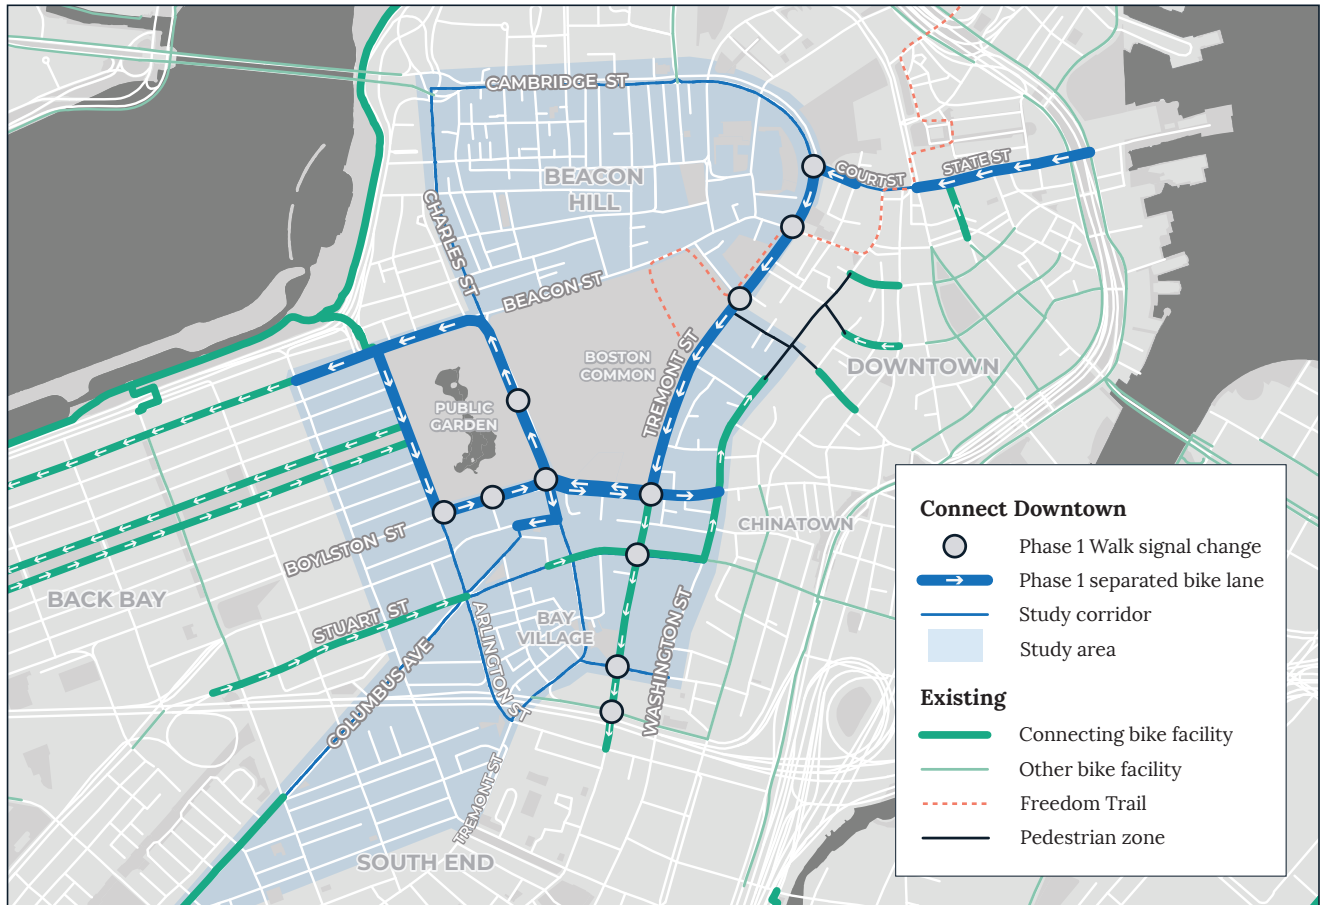 CAMBRIDGE ST
BEACON
HILL
COURT ST
STATE ST
CHARLES ST
BEACON ST
BOSTON
COMMON
TREMONT ST
DOWNTOWN
PUBLIC
GARDEN
BOYLSTON ST
CHINATOWN
BACK BAY
STUART ST
ARLINGTON ST
BAY
VILLAGE
WASHINGTON ST
COLUMBUS AVE
TREMONT ST
SOUTH END
Connect Downtown
Phase 1 Walk signal change
Phase 1 separated bike lane
Study corridor
Study area
Existing
Connecting bike facility
Other bike facility
Freedom Trail
Pedestrian zone